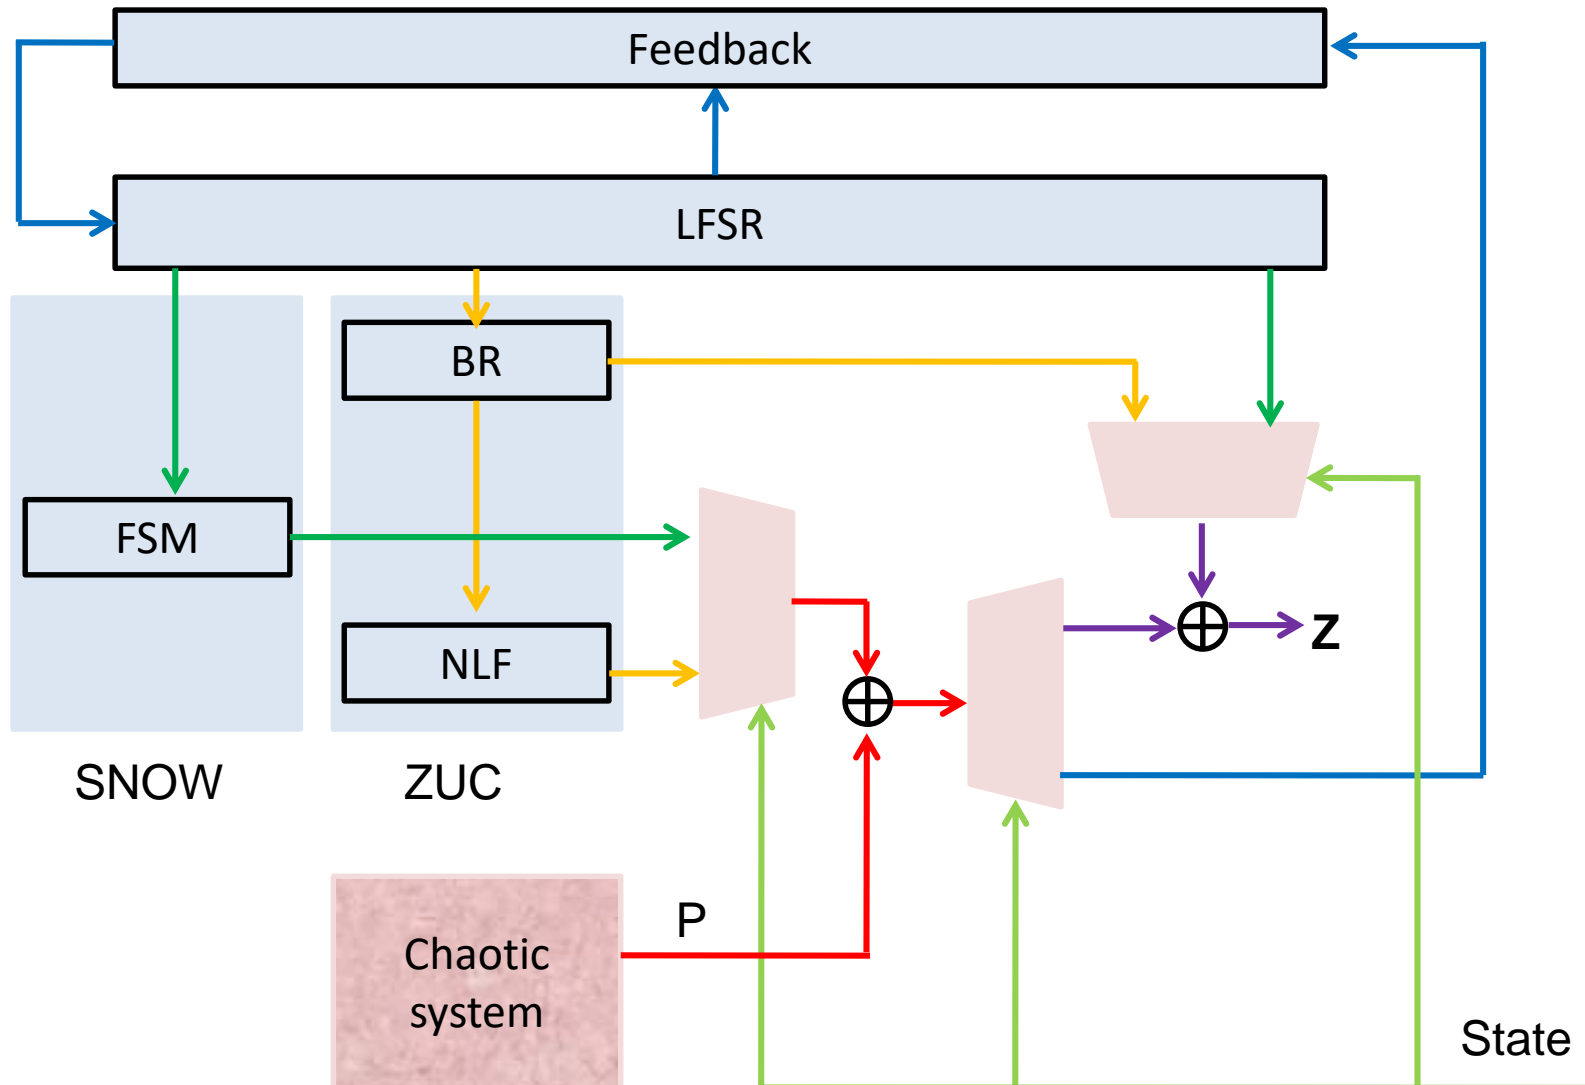 Feedback
LFSR
BR
FSM
NLF
Z
SNOW
ZUC
P
Chaotic
system
State